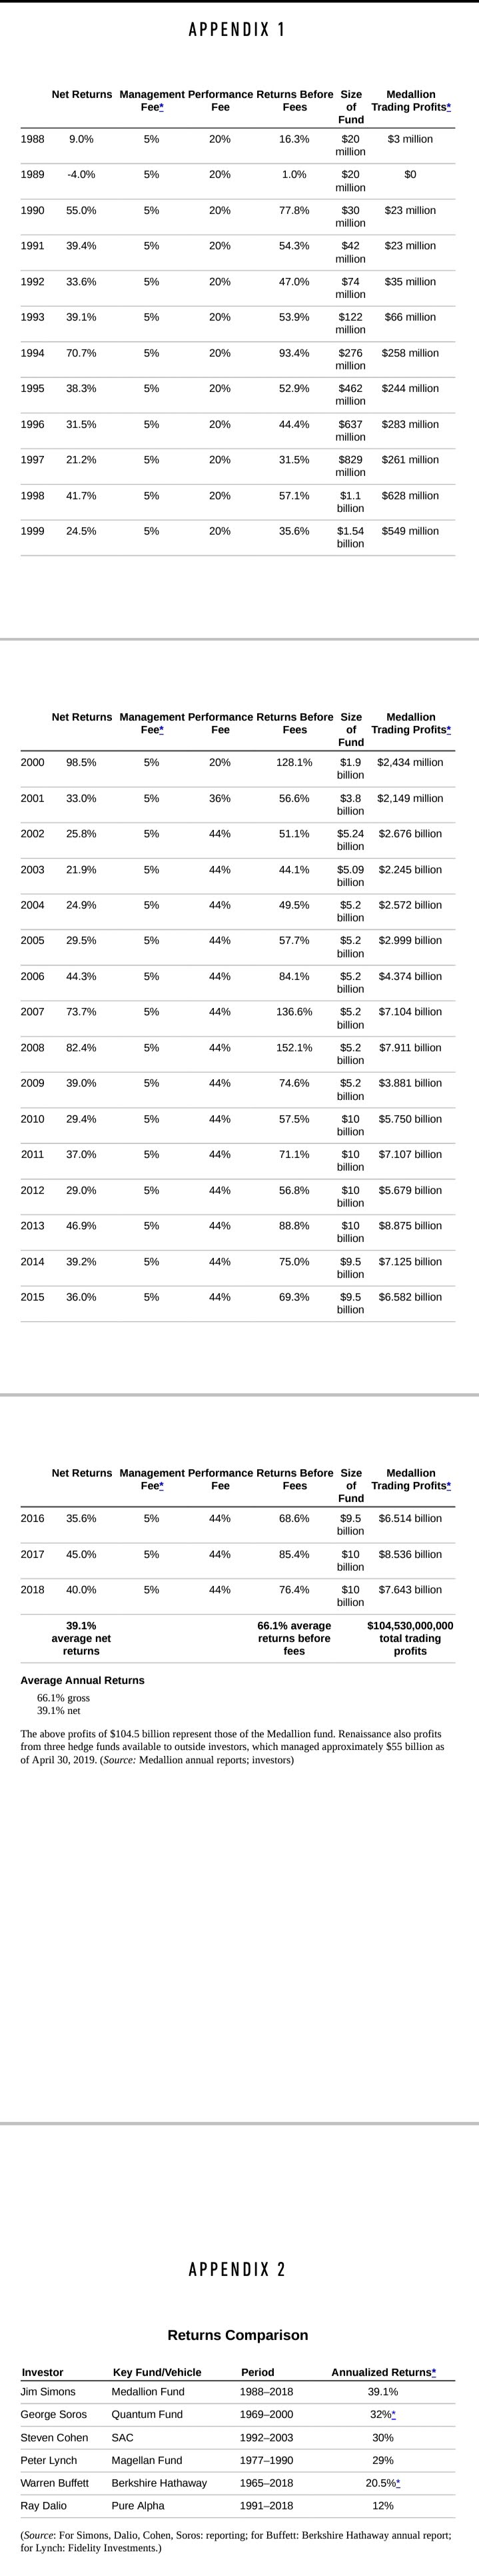 APPENDIX 1
Net Returns Management Fee* Performance Fee Returns Before Fees Size of Fund Medallion Trading Profits*
1988 9.0% 5% 20% 16.3% $20 million $3 million
1989 -4.0% 5% 20% 1.0% $20 million $0
1990 55.0% 5% 20% 77.8% $30 million $23 million
1991 39.4% 5% 20% 54.3% $42 million $23 million
1992 33.6% 5% 20% 47.0% $74 million $35 million
1993 39.1% 5% 20% 53.9% $122 million $66 million
1994 70.7% 5% 20% 93.4% $276 million $258 million
1995 38.3% 5% 20% 52.9% $462 million $244 million
1996 31.5% 5% 20% 44.4% $637 million $283 million
1997 21.2% 5% 20% 31.5% $829 million $261 million
1998 41.7% 5% 20% 57.1% $1.1 billion $628 million
1999 24.5% 5% 20% 35.6% $1.54 billion $549 million
Net Returns Management Fee* Performance Fee Returns Before Fees Size of Fund Medallion Trading Profits*
2000 98.5% 5% 20% 128.1% $1.9 billion $2,434 million
2001 33.0% 5% 36% 56.6% $3.8 billion $2,149 million
2002 25.8% 5% 44% 51.1% $5.24 billion $2.676 billion
2003 21.9% 5% 44% 44.1% $5.09 billion $2.245 billion
2004 24.9% 5% 44% 49.5% $5.2 billion $2.572 billion
2005 29.5% 5% 44% 57.7% $5.2 billion $2.999 billion
2006 44.3% 5% 44% 84.1% $5.2 billion $4.374 billion
2007 73.7% 5% 44% 136.6% $5.2 billion $7.104 billion
2008 82.4% 5% 44% 152.1% $5.2 billion $7.911 billion
2009 39.0% 5% 44% 74.6% $5.2 billion $3.881 billion
2010 29.4% 5% 44% 57.5% $10 billion $5.750 billion
2011 37.0% 5% 44% 71.1% $10 billion $7.107 billion
2012 29.0% 5% 44% 56.8% $10 billion $5.679 billion
2013 46.9% 5% 44% 88.8% $10 billion $8.875 billion
2014 39.2% 5% 44% 75.0% $9.5 billion $7.125 billion
2015 36.0% 5% 44% 69.3% $9.5 billion $6.582 billion
Net Returns Management Fee* Performance Fee Returns Before Fees Size of Fund Medallion Trading Profits*
2016 35.6% 5% 44% 68.6% $9.5 billion $6.514 billion
2017 45.0% 5% 44% 85.4% $10 billion $8.536 billion
2018 40.0% 5% 44% 76.4% $10 billion $7.643 billion
39.1% average net returns 66.1% average returns before fees $104,530,000,000 total trading profits
Average Annual Returns
66.1% gross
39.1% net
The above profits of $104.5 billion represent those of the Medallion fund. Renaissance also profits
from three hedge funds available to outside investors, which managed approximately $55 billion as
of April 30, 2019. (Source: Medallion annual reports; investors)
APPENDIX 2
Returns Comparison
Investor Key Fund/Vehicle Period Annualized Returns*
Jim Simons Medallion Fund 1988–2018 39.1%
George Soros Quantum Fund 1969–2000 32%*
Steven Cohen SAC 1992–2003 30%
Peter Lynch Magellan Fund 1977–1990 29%
Warren Buffett Berkshire Hathaway 1965–2018 20.5%*
Ray Dalio Pure Alpha 1991–2018 12%
(Source: For Simons, Dalio, Cohen, Soros: reporting; for Buffett: Berkshire Hathaway annual report;
for Lynch: Fidelity Investments.)